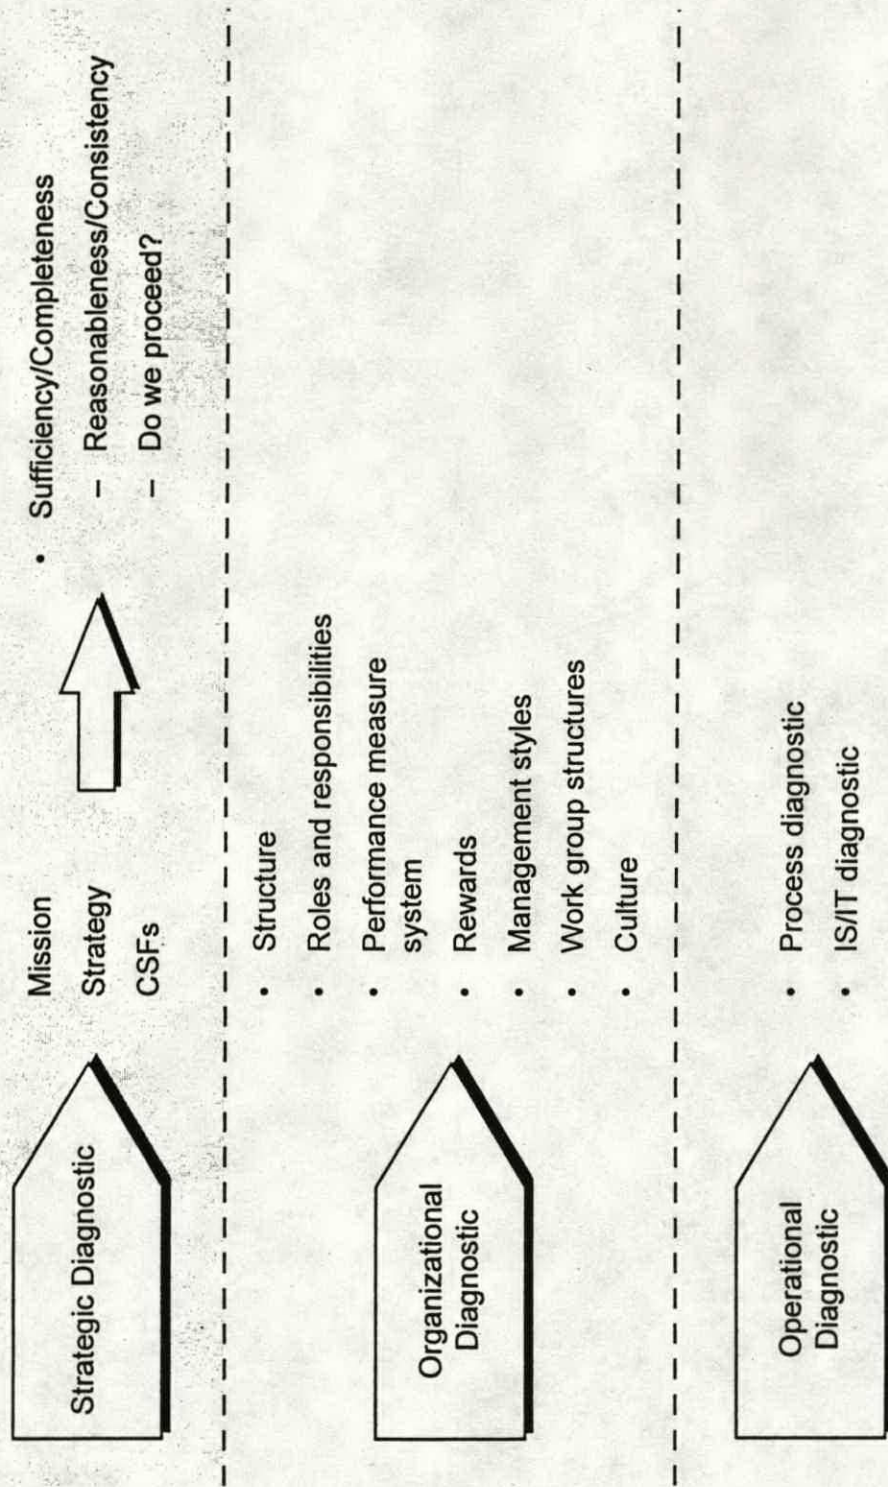 Strategic Diagnostic
Mission
Strategy
CSFs
• Sufficiency/Completeness
– Reasonableness/Consistency
– Do we proceed?
Organizational
Diagnostic
• Structure
• Roles and responsibilities
• Performance measure
system
• Rewards
• Management styles
• Work group structures
• Culture
Operational
Diagnostic
• Process diagnostic
• IS/IT diagnostic